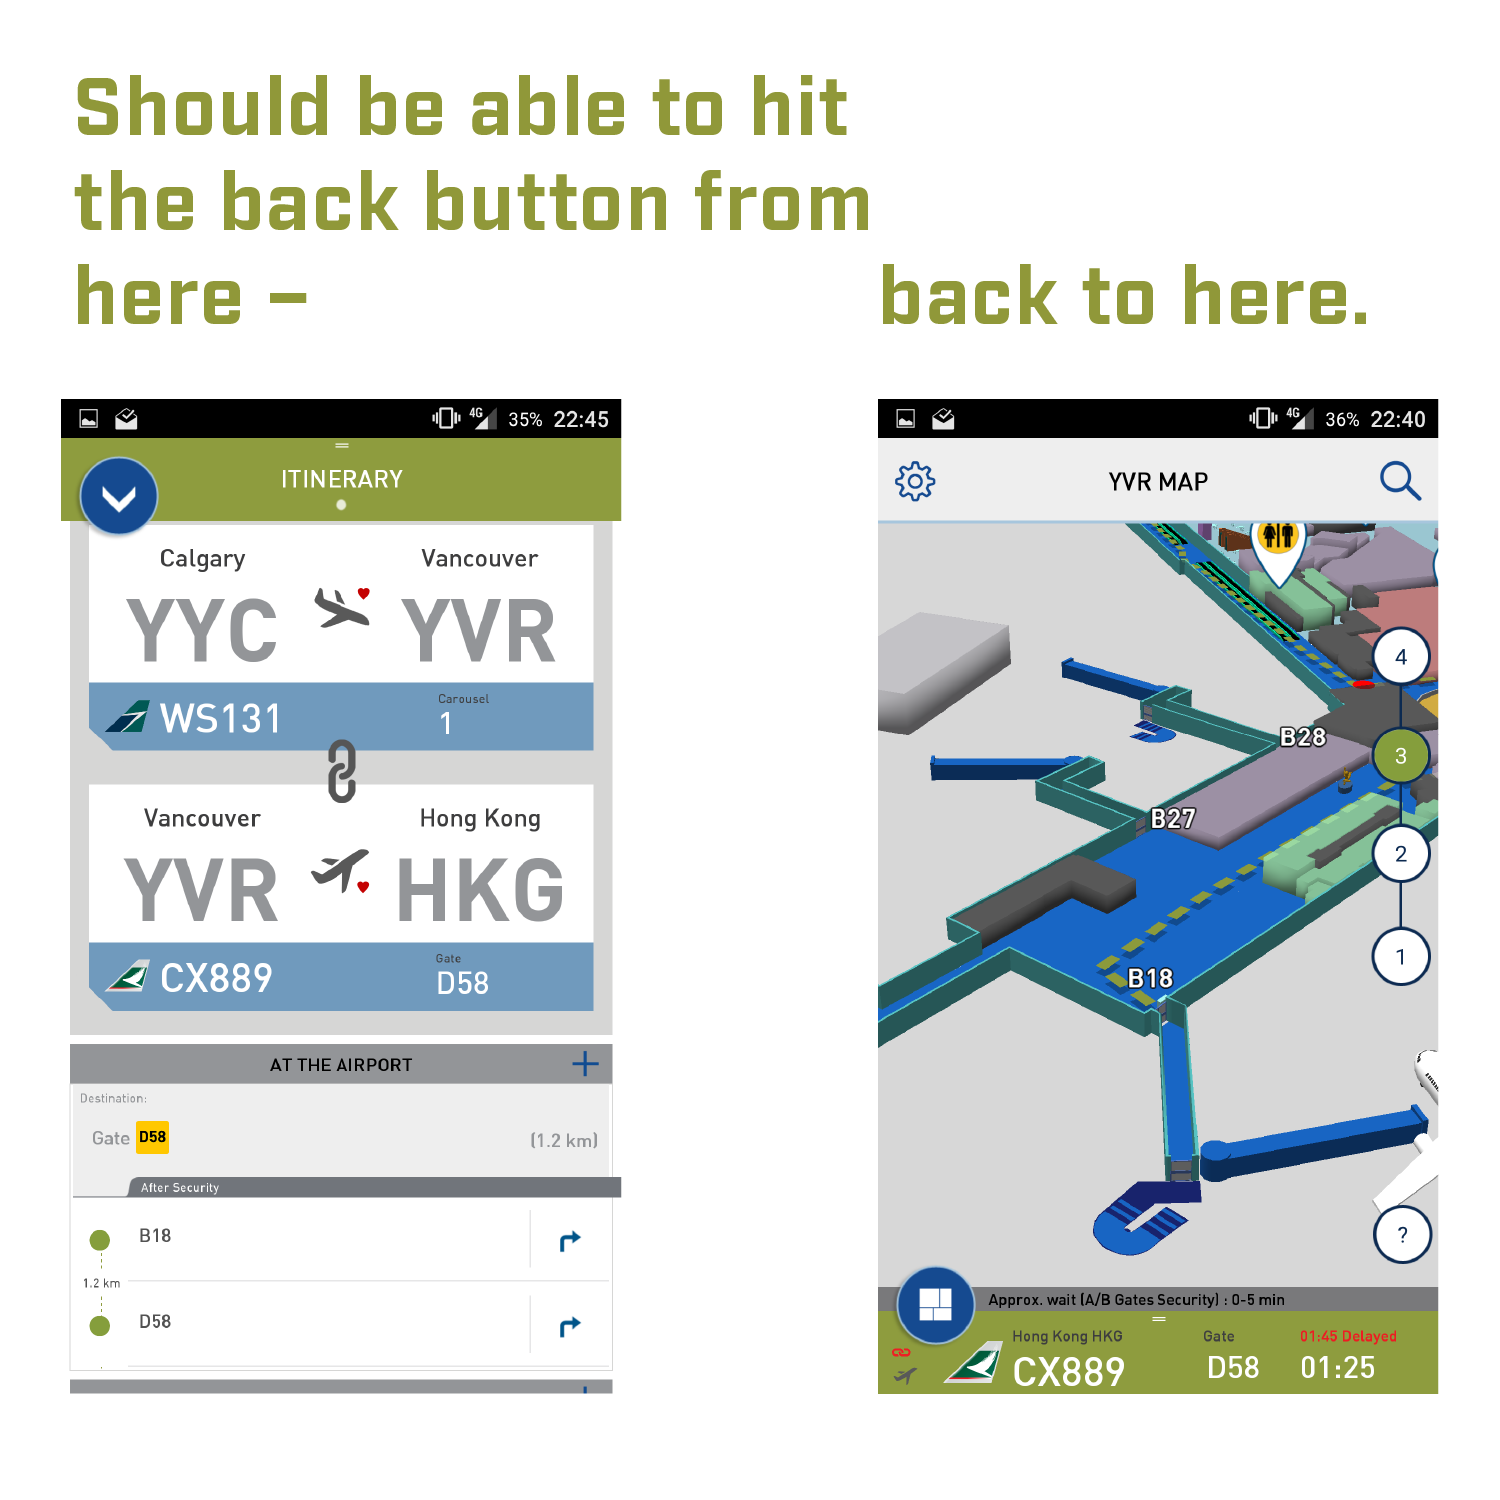 Should be able to hit
the back button from
here –
back to here.
4G 35% 22:45
ITINERARY
Calgary Vancouver
YYC YVR
WS131
Carousel
1
Vancouver Hong Kong
YVR HKG
CX889
Gate
D58
AT THE AIRPORT
Destination:
Gate D58 (1.2 km)
After Security
B18
1.2 km
D58
4G 36% 22:40
YVR MAP
4
B28
3
B27
2
1
B18
?
Approx. wait (A/B Gates Security) : 0-5 min
Hong Kong HKG Gate 01:45 Delayed
CX889 D58 01:25